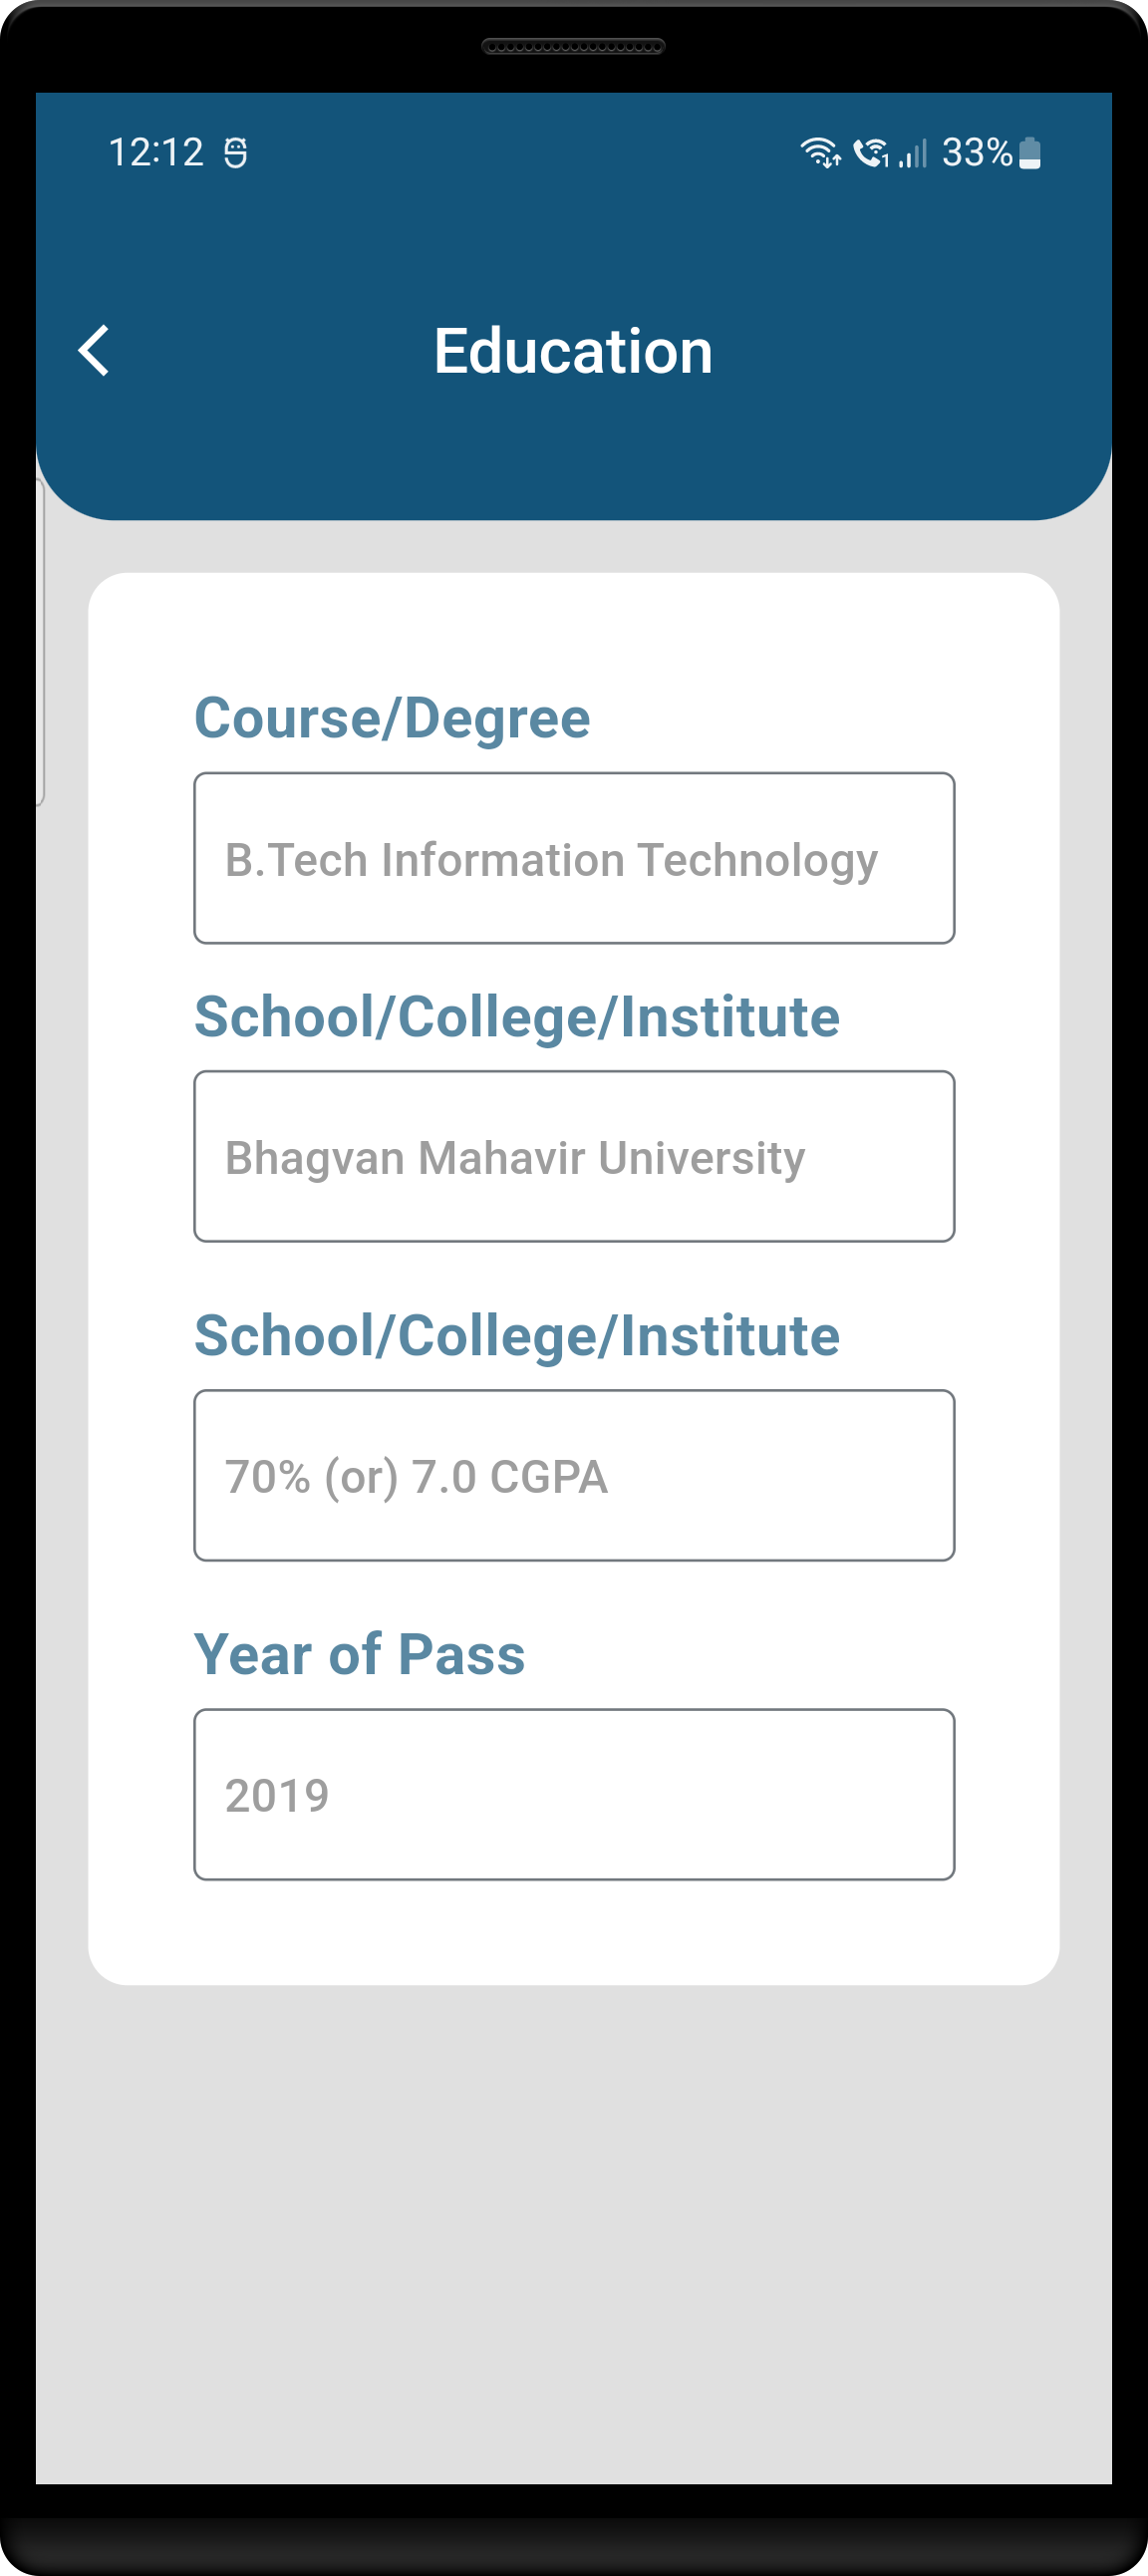 12:12 33%
Education
Course/Degree
B.Tech Information Technology
School/College/Institute
Bhagvan Mahavir University
School/College/Institute
70% (or) 7.0 CGPA
Year of Pass
2019